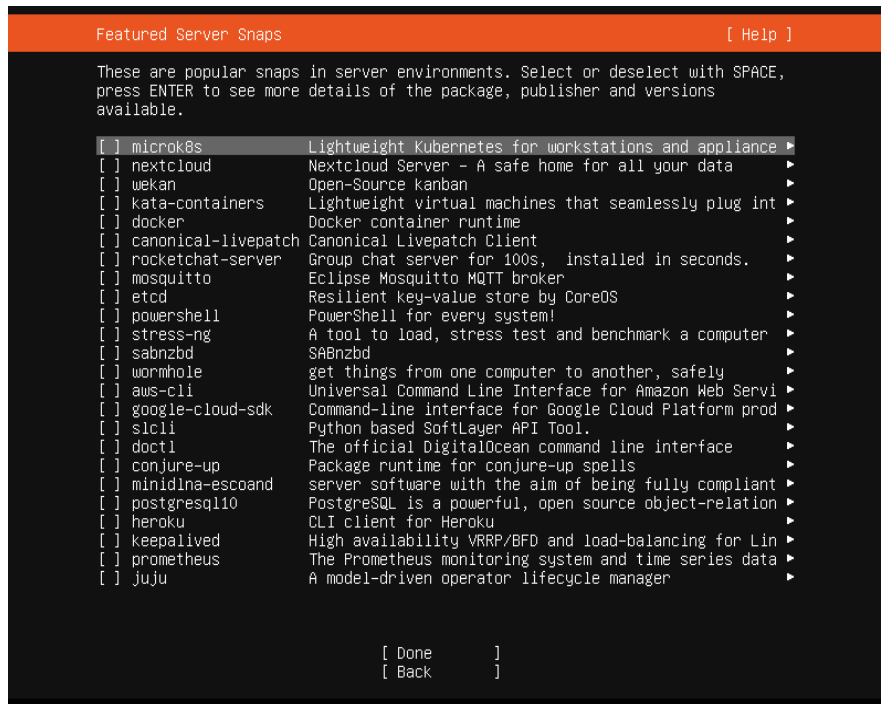 Featured Server Snaps [ Help ]
These are popular snaps in server environments. Select or deselect with SPACE,
press ENTER to see more details of the package, publisher and versions
available.
[ ] microk8s Lightweight Kubernetes for workstations and appliance ▸
[ ] nextcloud Nextcloud Server – A safe home for all your data ▸
[ ] wekan Open-Source kanban ▸
[ ] kata-containers Lightweight virtual machines that seamlessly plug int ▸
[ ] docker Docker container runtime ▸
[ ] canonical-livepatch Canonical Livepatch Client ▸
[ ] rocketchat-server Group chat server for 100s, installed in seconds. ▸
[ ] mosquitto Eclipse Mosquitto MQTT broker ▸
[ ] etcd Resilient key-value store by CoreOS ▸
[ ] powershell PowerShell for every system! ▸
[ ] stress-ng A tool to load, stress test and benchmark a computer ▸
[ ] sabnzbd SABnzbd ▸
[ ] wormhole get things from one computer to another, safely ▸
[ ] aws-cli Universal Command Line Interface for Amazon Web Servi ▸
[ ] google-cloud-sdk Command-line interface for Google Cloud Platform prod ▸
[ ] slcli Python based SoftLayer API Tool. ▸
[ ] doctl The official DigitalOcean command line interface ▸
[ ] conjure-up Package runtime for conjure-up spells ▸
[ ] minidlna-escoand server software with the aim of being fully compliant ▸
[ ] postgresql10 PostgreSQL is a powerful, open source object-relation ▸
[ ] heroku CLI client for Heroku ▸
[ ] keepalived High availability VRRP/BFD and load-balancing for Lin ▸
[ ] prometheus The Prometheus monitoring system and time series data ▸
[ ] juju A model-driven operator lifecycle manager ▸
[ Done ]
[ Back ]